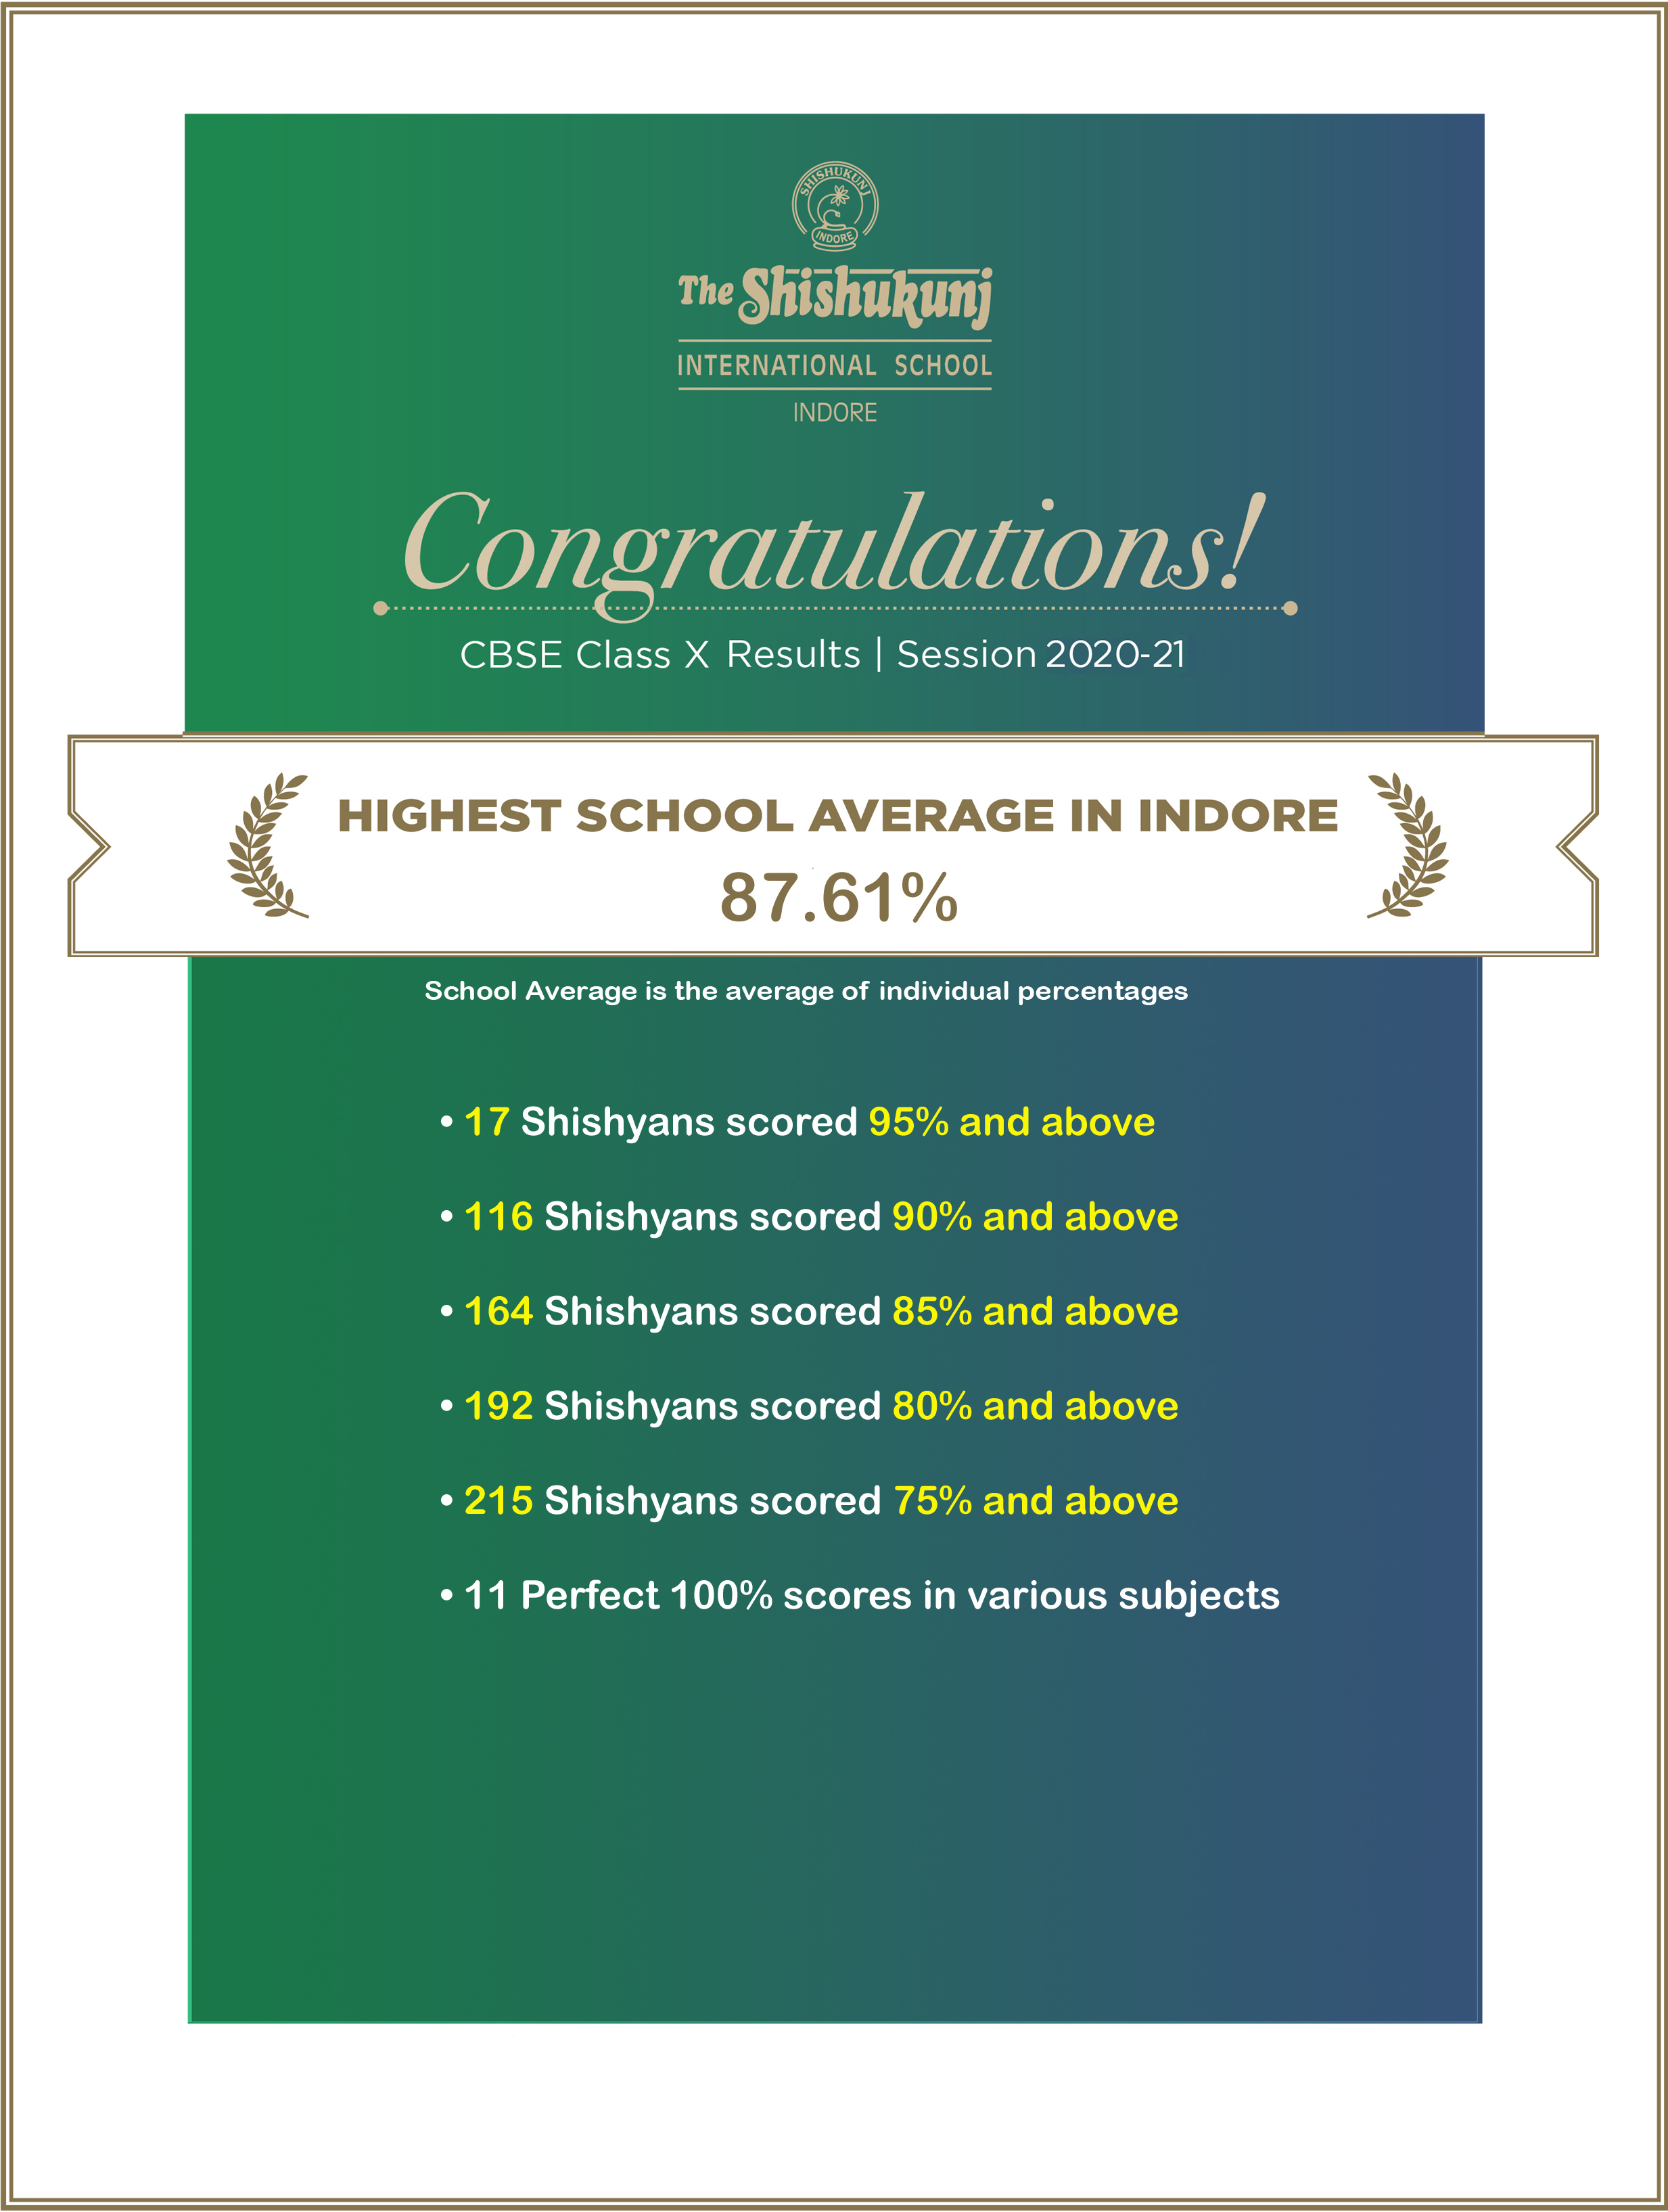 SHISHUKUNJ
INDORE
The Shishukunj
INTERNATIONAL SCHOOL
INDORE
Congratulations!
CBSE Class X Results | Session 2020-21
HIGHEST SCHOOL AVERAGE IN INDORE
87.61%
School Average is the average of individual percentages
• 17 Shishyans scored 95% and above
• 116 Shishyans scored 90% and above
• 164 Shishyans scored 85% and above
• 192 Shishyans scored 80% and above
• 215 Shishyans scored 75% and above
• 11 Perfect 100% scores in various subjects